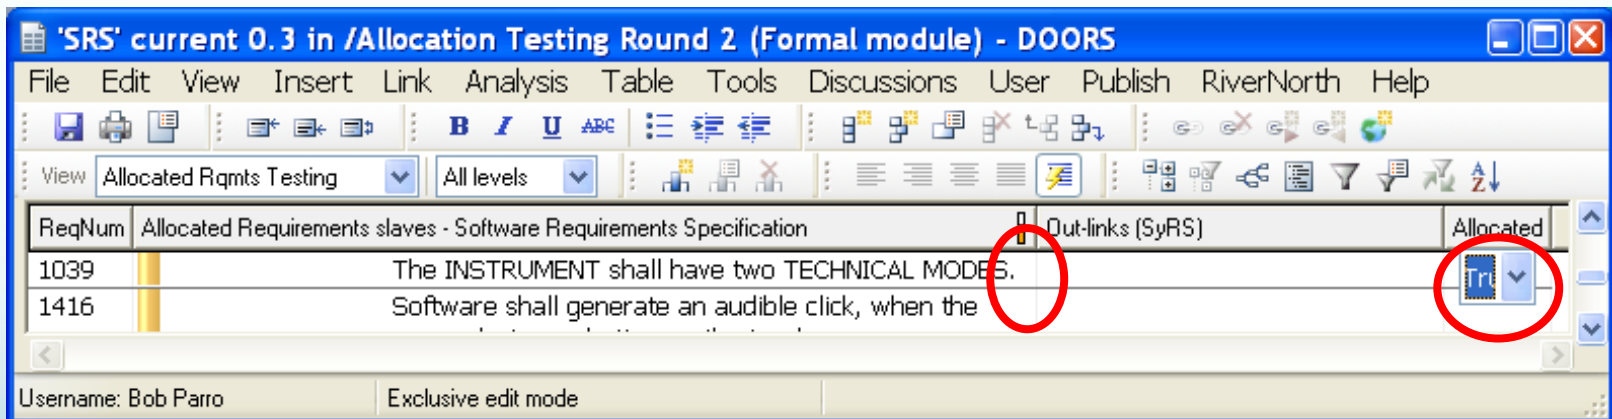 'SRS' current 0.3 in /Allocation Testing Round 2 (Formal module) - DOORS
File Edit View Insert Link Analysis Table Tools Discussions User Publish RiverNorth Help
B I U ABC
View Allocated Rqmts Testing All levels A Z
ReqNum Allocated Requirements slaves - Software Requirements Specification Out-links (SyRS) Allocated
1039 The INSTRUMENT shall have two TECHNICAL MODES. Tru
1416 Software shall generate an audible click, when the
Username: Bob Parro Exclusive edit mode